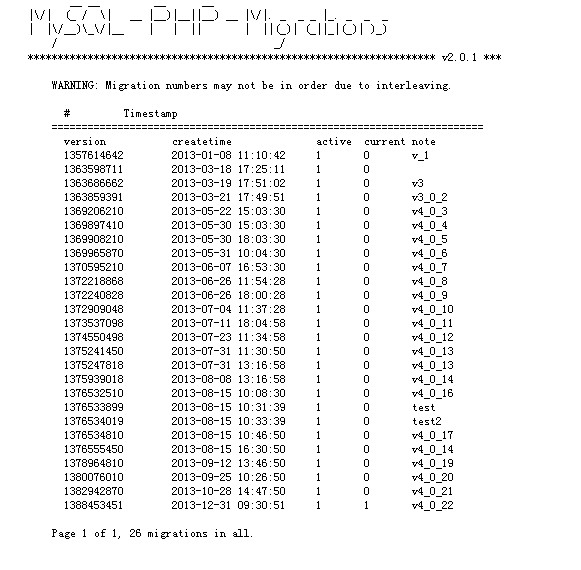 *********************************************************************** v2.0.1 ***
WARNING: Migration numbers may not be in order due to interleaving.
# Timestamp
=========================================================================
version createtime active current note
1357614642 2013-01-08 11:10:42 1 0 v_1
1363598711 2013-03-18 17:25:11 1 0
1363686662 2013-03-19 17:51:02 1 0 v3
1363859391 2013-03-21 17:49:51 1 0 v3_0_2
1369206210 2013-05-22 15:03:30 1 0 v4_0_3
1369897410 2013-05-30 15:03:30 1 0 v4_0_4
1369908210 2013-05-30 18:03:30 1 0 v4_0_5
1369965870 2013-05-31 10:04:30 1 0 v4_0_6
1370595210 2013-06-07 16:53:30 1 0 v4_0_7
1372218868 2013-06-26 11:54:28 1 0 v4_0_8
1372240828 2013-06-26 18:00:28 1 0 v4_0_9
1372909048 2013-07-04 11:37:28 1 0 v4_0_10
1373537098 2013-07-11 18:04:58 1 0 v4_0_11
1374550498 2013-07-23 11:34:58 1 0 v4_0_12
1375241450 2013-07-31 11:30:50 1 0 v4_0_13
1375247818 2013-07-31 13:16:58 1 0 v4_0_13
1375939018 2013-08-08 13:16:58 1 0 v4_0_14
1376532510 2013-08-15 10:08:30 1 0 v4_0_16
1376533899 2013-08-15 10:31:39 1 0 test
1376534019 2013-08-15 10:33:39 1 0 test2
1376534810 2013-08-15 10:46:50 1 0 v4_0_17
1376555450 2013-08-15 16:30:50 1 0 v4_0_14
1378964810 2013-09-12 13:46:50 1 0 v4_0_19
1380076010 2013-09-25 10:26:50 1 0 v4_0_20
1382942870 2013-10-28 14:47:50 1 0 v4_0_21
1388453451 2013-12-31 09:30:51 1 1 v4_0_22
Page 1 of 1, 26 migrations in all.